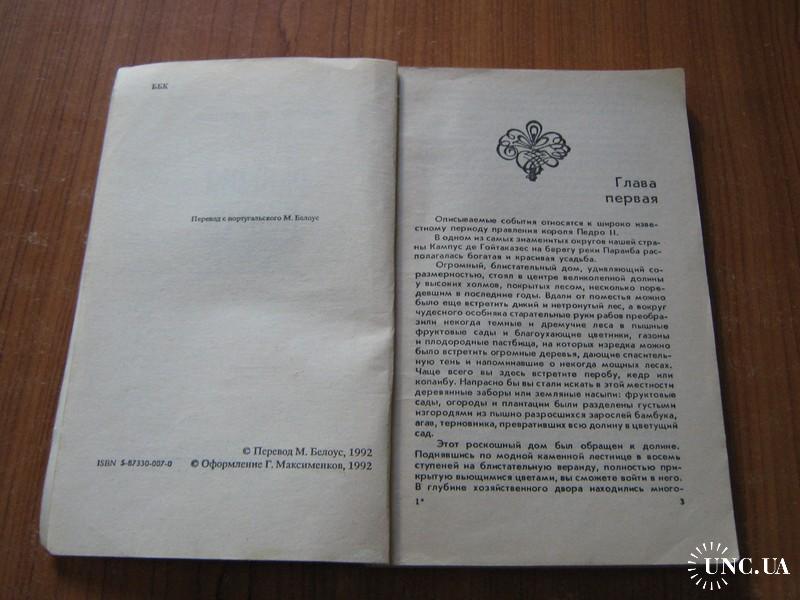 ББК
Перевод с португальского М. Белоус
© Перевод М. Белоус, 1992
ISBN 5-87330-007-0 © Оформление Г. Максименков, 1992
Глава
первая
Описываемые события относятся к широко изве-
стному периоду правления короля Педро II.
В одном из самых знаменитых округов нашей стра-
ны Кампус де Гойтаказес на берегу реки Параиба рас-
полагалась богатая и красивая усадьба.
Огромный, блистательный дом, удивляющий со-
размерностью, стоял в центре великолепной долины
у высоких холмов, покрытых лесом, несколько поре-
девшим в последние годы. Вдали от поместья можно
было еще встретить дикий и нетронутый лес, а вокруг
чудесного особняка старательные руки рабов преобра-
зили некогда темные и дремучие леса в пышные
фруктовые сады и благоухающие цветники, газоны
и плодородные пастбища, на которых изредка можно
было встретить огромные деревья, дающие спаситель-
ную тень и напоминавшие о некогда мощных лесах.
Чаще всего вы здесь встретите перобу, кедр или
копаибу. Напрасно бы вы стали искать в этой местности
деревянные заборы или земляные насыпи: фруктовые
сады, огороды и плантации были разделены густыми
изгородями из пышно разросшихся зарослей бамбука,
агав, терновника, превративших всю долину в цветущий
сад.
Этот роскошный дом был обращен к долине.
Поднявшись по модной каменной лестнице в восемь
ступеней на блистательную веранду, полностью при-
крытую вьющимися цветами, вы сможете войти в него.
В глубине хозяйственного двора находились много-
1*
3
UNC.UA